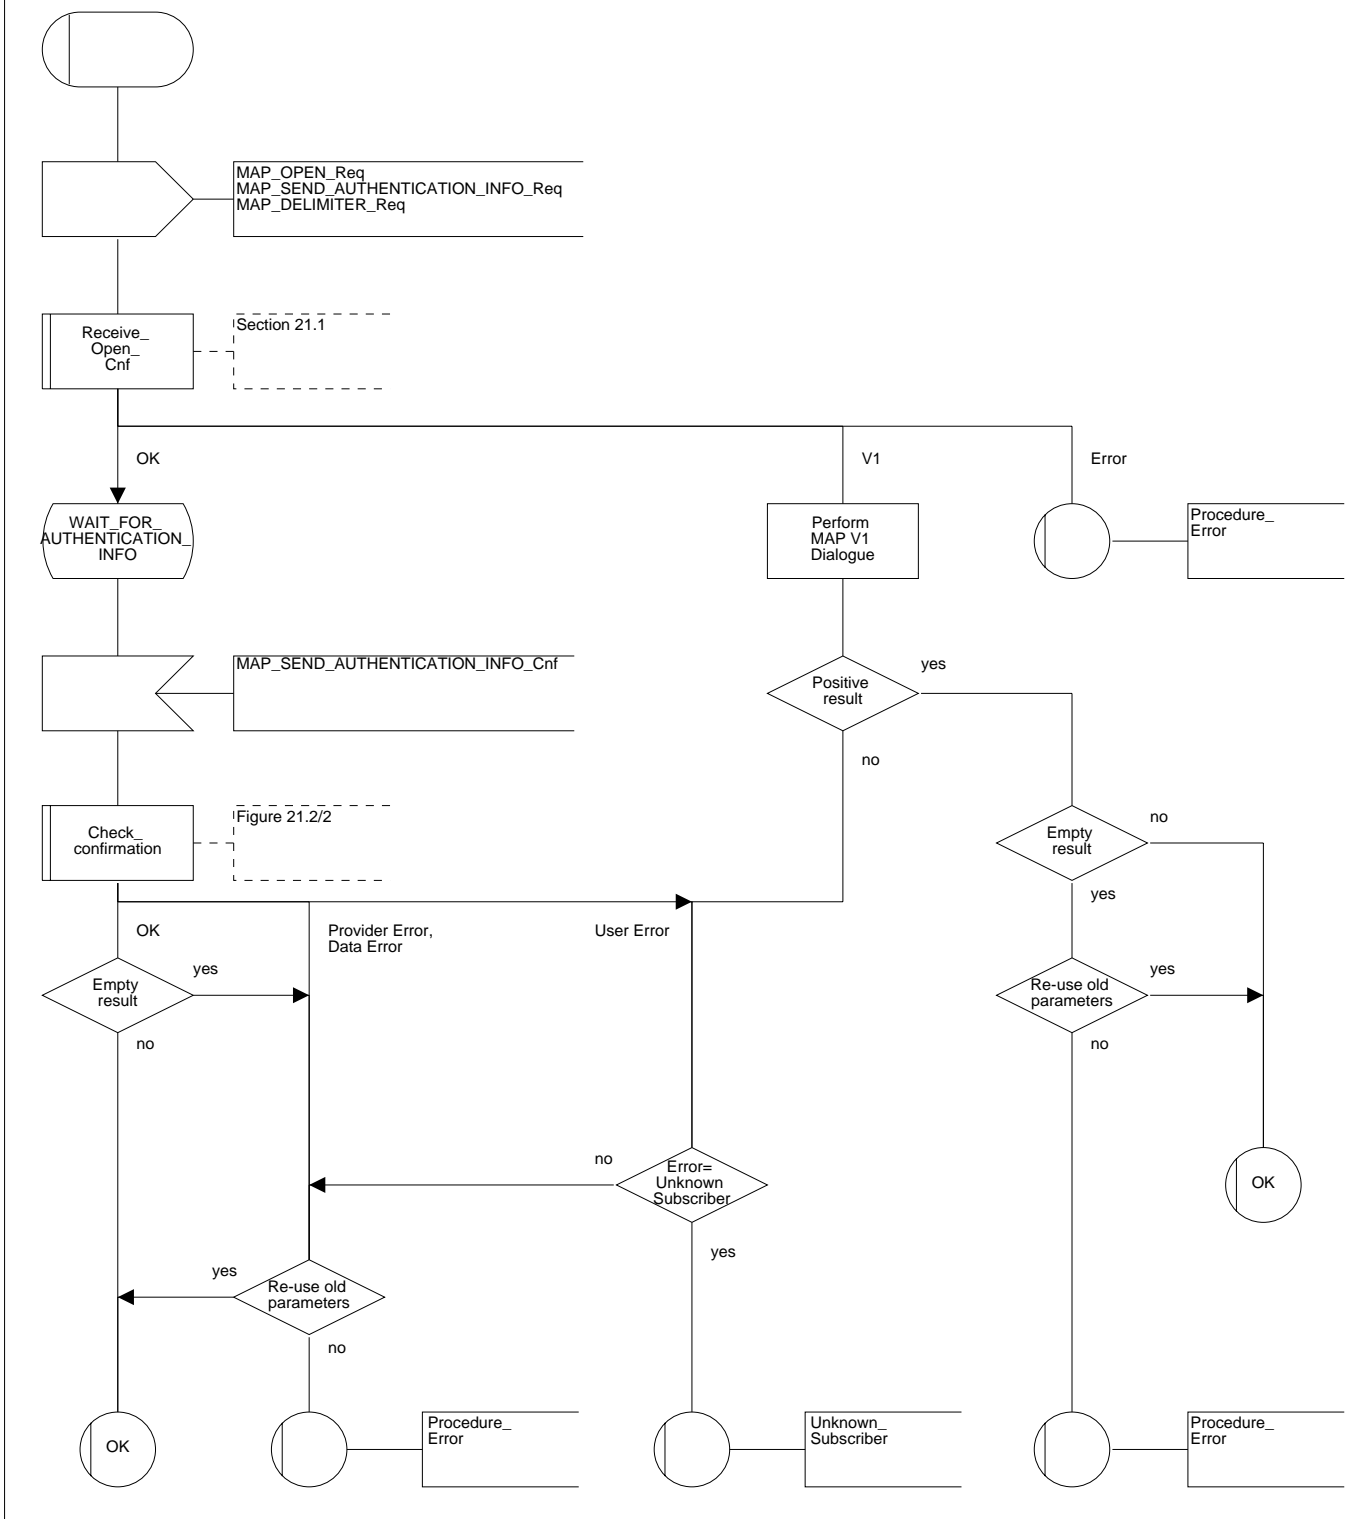 MAP_OPEN_Req
MAP_SEND_AUTHENTICATION_INFO_Req
MAP_DELIMITER_Req
Receive_
Open_
Cnf
Section 21.1
OK
V1
Error
WAIT_FOR_
AUTHENTICATION_
INFO
Perform
MAP V1
Dialogue
Procedure_
Error
MAP_SEND_AUTHENTICATION_INFO_Cnf
Positive
result
yes
no
Check_
confirmation
Figure 21.2/2
Empty
result
no
yes
OK
Provider Error,
Data Error
User Error
Empty
result
yes
no
Re-use old
parameters
yes
no
Error=
Unknown
Subscriber
no
yes
OK
Re-use old
parameters
yes
no
OK
Procedure_
Error
Unknown_
Subscriber
Procedure_
Error